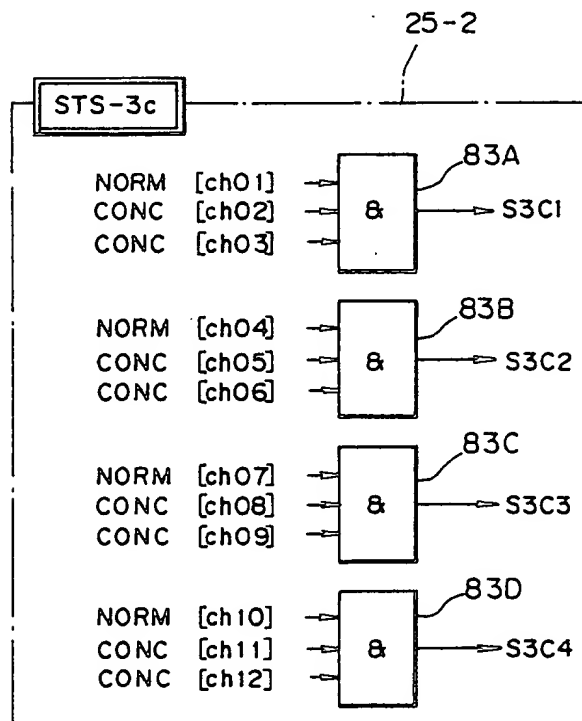 25-2
STS-3c
83A
NORM [ch01]
CONC [ch02] & S3C1
CONC [ch03]
83B
NORM [ch04]
CONC [ch05] & S3C2
CONC [ch06]
83C
NORM [ch07]
CONC [ch08] & S3C3
CONC [ch09]
83D
NORM [ch10]
CONC [ch11] & S3C4
CONC [ch12]